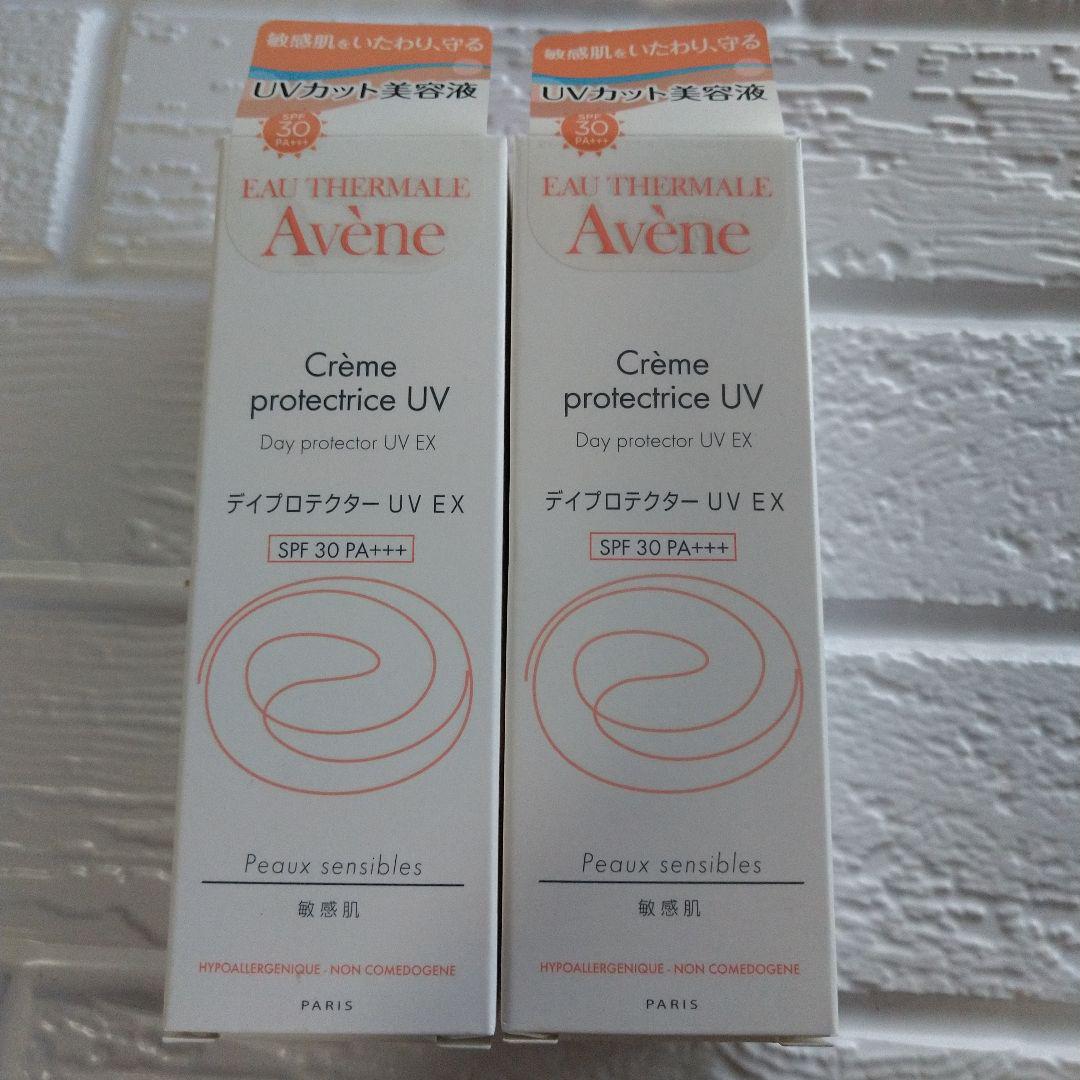 敏感肌をいたわり、守る
UVカット美容液
SPF
30
PA+++
EAU THERMALE
Avène
Crème
protectrice UV
Day protector UV EX
デイプロテクター UV EX
SPF 30 PA+++
Peaux sensibles
敏感肌
HYPOALLERGENIQUE - NON COMEDOGENE
PARIS
敏感肌をいたわり、守る
UVカット美容液
SPF
30
PA+++
EAU THERMALE
Avène
Crème
protectrice UV
Day protector UV EX
デイプロテクター UV EX
SPF 30 PA+++
Peaux sensibles
敏感肌
HYPOALLERGENIQUE - NON COMEDOGENE
PARIS